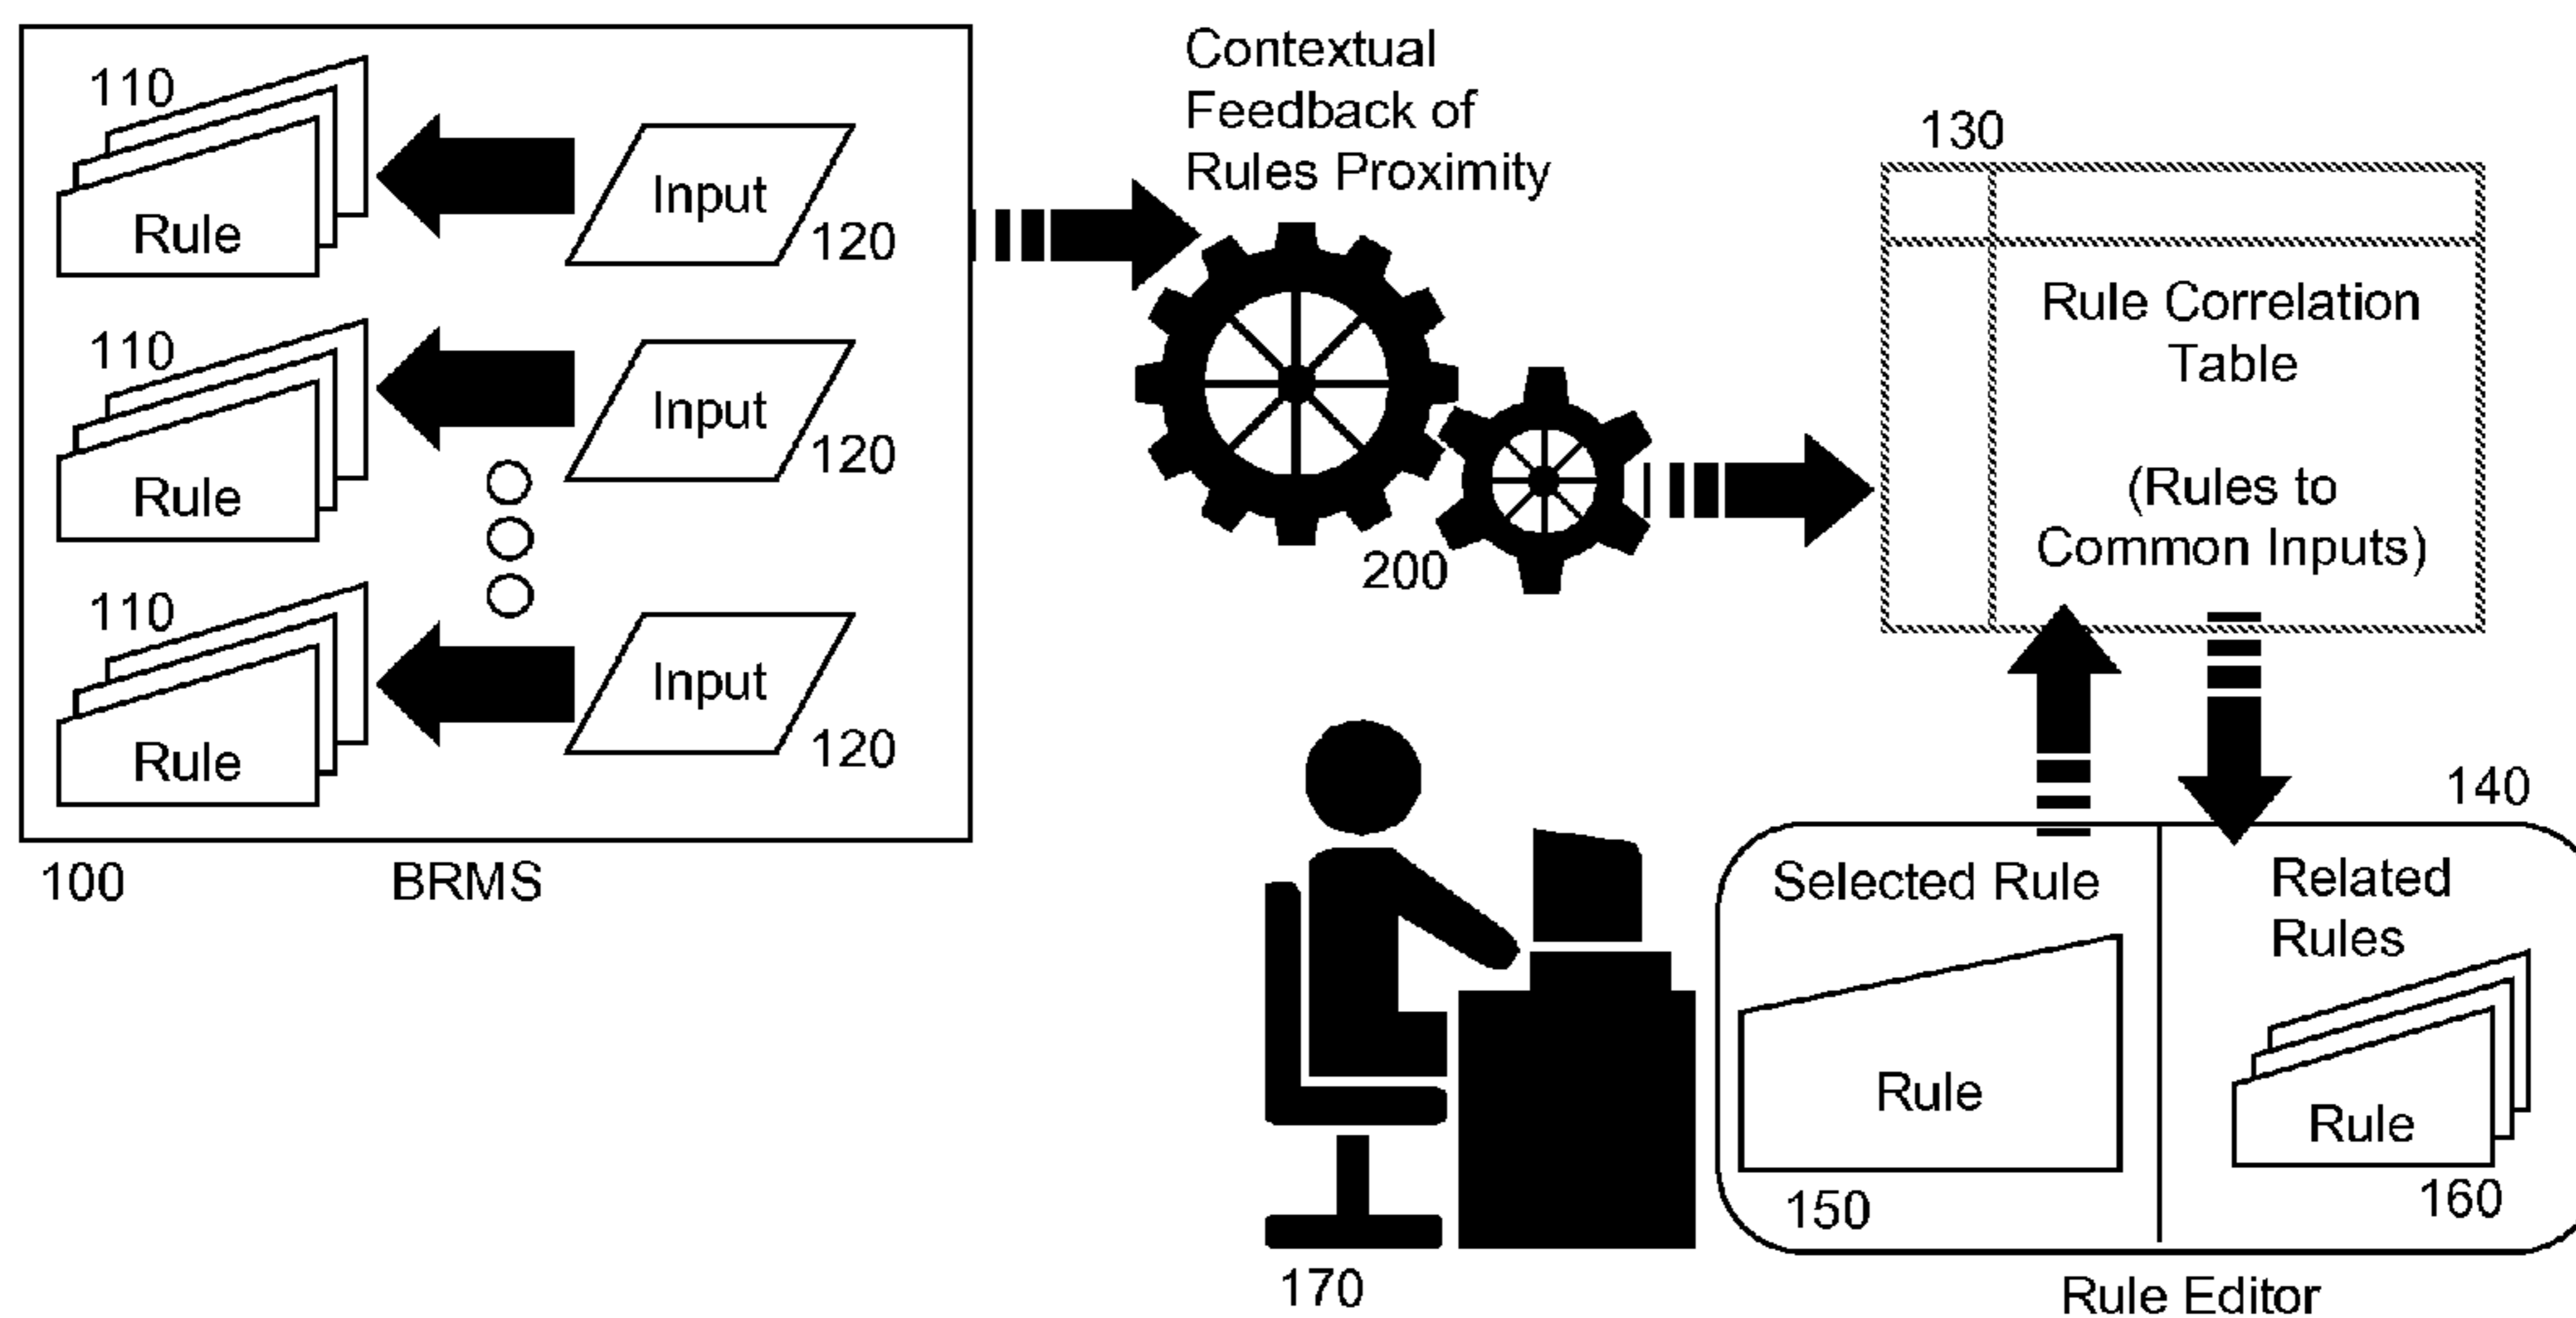 110
Rule
Input
120
110
Rule
Input
120
110
Rule
Input
120
100
BRMS
Contextual
Feedback of
Rules Proximity
200
130
Rule Correlation
Table
(Rules to
Common Inputs)
170
140
Selected Rule
Rule
150
Related
Rules
Rule
160
Rule Editor